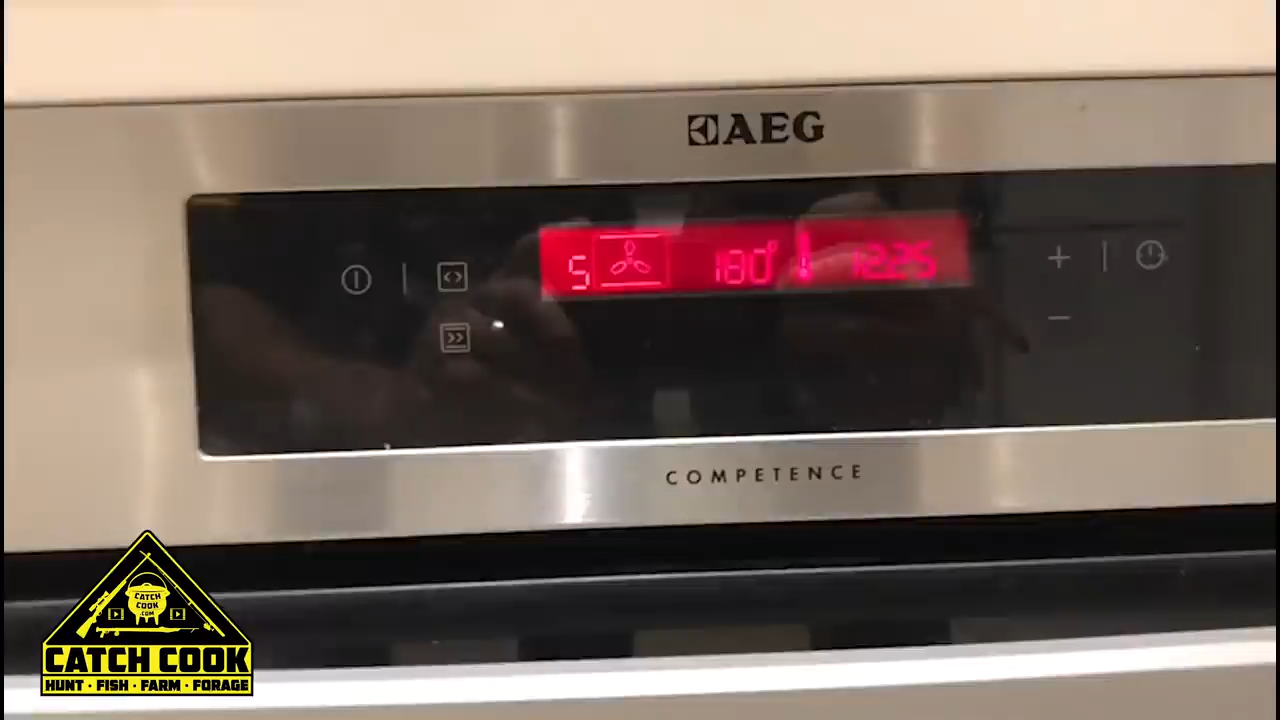 AEG
5 180° 12.25
COMPETENCE
CATCH
COOK
.COM
CATCH COOK
HUNT · FISH · FARM · FORAGE